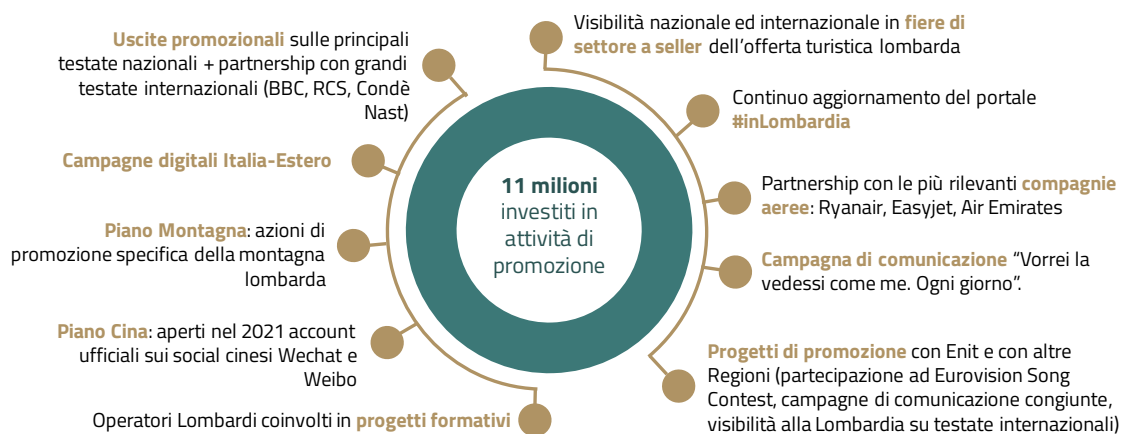 Uscite promozionali sulle principali
testate nazionali + partnership con grandi
testate internazionali (BBC, RCS, Condè
Nast)
Campagne digitali Italia-Estero
Piano Montagna: azioni di
promozione specifica della montagna
lombarda
Piano Cina: aperti nel 2021 account
ufficiali sui social cinesi Wechat e
Weibo
Operatori Lombardi coinvolti in progetti formativi
11 milioni
investiti in
attività di
promozione
Visibilità nazionale ed internazionale in fiere di
settore a seller dell'offerta turistica lombarda
Continuo aggiornamento del portale
#inLombardia
Partnership con le più rilevanti compagnie
aeree: Ryanair, Easyjet, Air Emirates
Campagna di comunicazione “Vorrei la
vedessi come me. Ogni giorno”.
Progetti di promozione con Enit e con altre
Regioni (partecipazione ad Eurovision Song
Contest, campagne di comunicazione congiunte,
visibilità alla Lombardia su testate internazionali)